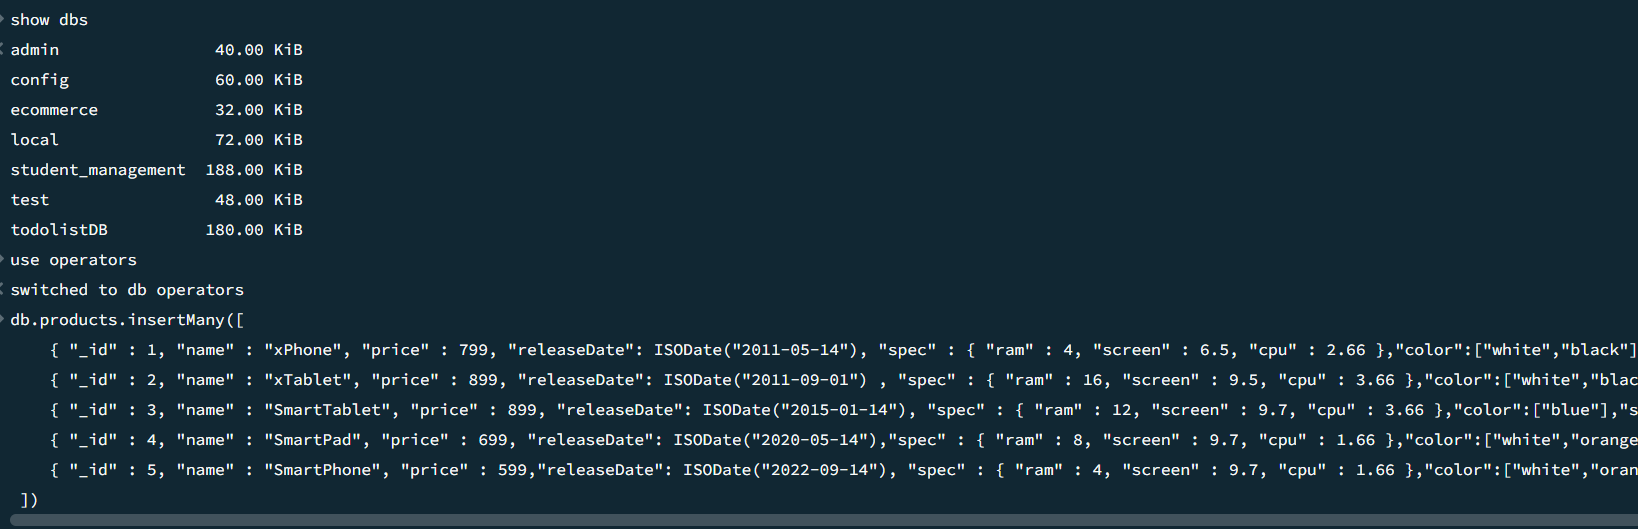 show dbs
admin 40.00 KiB
config 60.00 KiB
ecommerce 32.00 KiB
local 72.00 KiB
student_management 188.00 KiB
test 48.00 KiB
todolistDB 180.00 KiB
use operators
switched to db operators
db.products.insertMany([
{ "_id" : 1, "name" : "xPhone", "price" : 799, "releaseDate": ISODate("2011-05-14"), "spec" : { "ram" : 4, "screen" : 6.5, "cpu" : 2.66 },"color":["white","black"]
{ "_id" : 2, "name" : "xTablet", "price" : 899, "releaseDate": ISODate("2011-09-01") , "spec" : { "ram" : 16, "screen" : 9.5, "cpu" : 3.66 },"color":["white","blac
{ "_id" : 3, "name" : "SmartTablet", "price" : 899, "releaseDate": ISODate("2015-01-14"), "spec" : { "ram" : 12, "screen" : 9.7, "cpu" : 3.66 },"color":["blue"],"s
{ "_id" : 4, "name" : "SmartPad", "price" : 699, "releaseDate": ISODate("2020-05-14"),"spec" : { "ram" : 8, "screen" : 9.7, "cpu" : 1.66 },"color":["white","orange
{ "_id" : 5, "name" : "SmartPhone", "price" : 599,"releaseDate": ISODate("2022-09-14"), "spec" : { "ram" : 4, "screen" : 9.7, "cpu" : 1.66 },"color":["white","oran
])